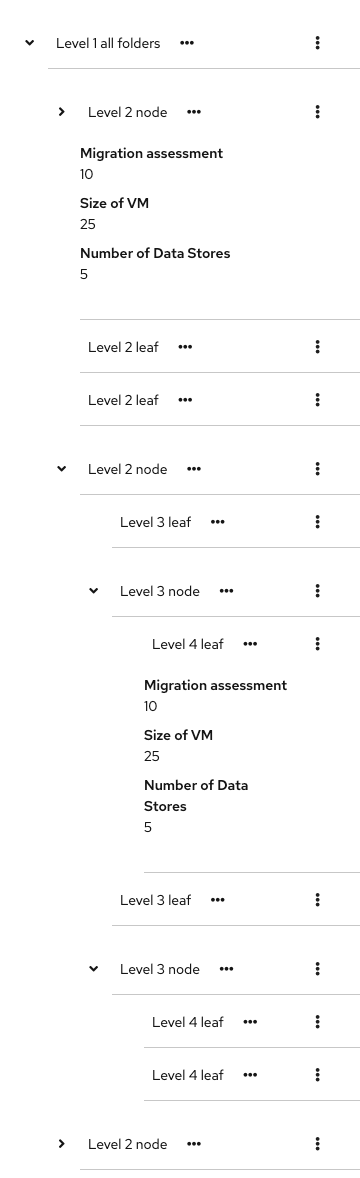 Level 1 all folders
Level 2 node
Migration assessment
10
Size of VM
25
Number of Data Stores
5
Level 2 leaf
Level 2 leaf
Level 2 node
Level 3 leaf
Level 3 node
Level 4 leaf
Migration assessment
10
Size of VM
25
Number of Data
Stores
5
Level 3 leaf
Level 3 node
Level 4 leaf
Level 4 leaf
Level 2 node